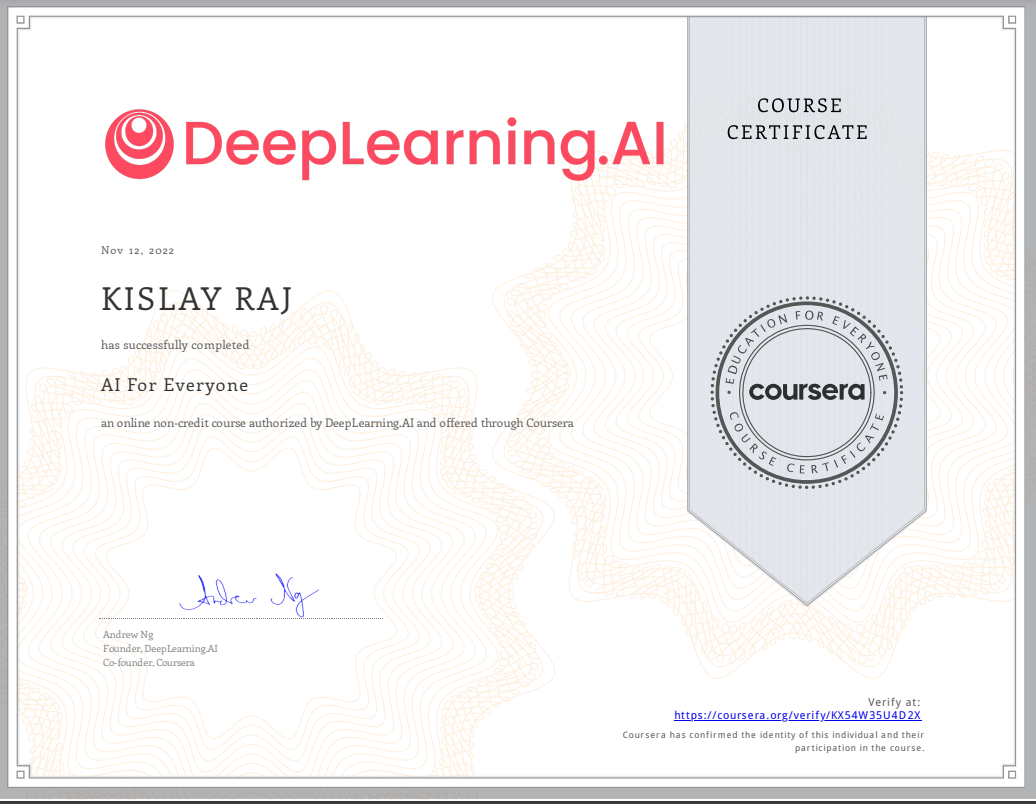 DeepLearning.AI
COURSE
CERTIFICATE
Nov 12, 2022
KISLAY RAJ
has successfully completed
AI For Everyone
an online non-credit course authorized by DeepLearning.AI and offered through Coursera
EDUCATION FOR EVERYONE
coursera
COURSE CERTIFICATE
Andrew Ng
Andrew Ng
Founder, DeepLearning.AI
Co-founder, Coursera
Verify at:
https://coursera.org/verify/KX54W35U4D2X
Coursera has confirmed the identity of this individual and their
participation in the course.